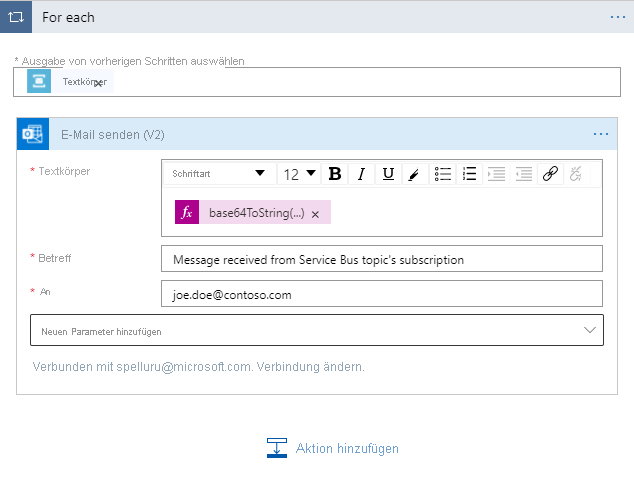 For each
* Ausgabe von vorherigen Schritten auswählen
Textkörper
E-Mail senden (V2)
* Textkörper
Schriftart 12 B I U
fx base64ToString(...) ×
* Betreff Message received from Service Bus topic's subscription
* An joe.doe@contoso.com
Neuen Parameter hinzufügen
Verbunden mit spelluru@microsoft.com. Verbindung ändern.
Aktion hinzufügen